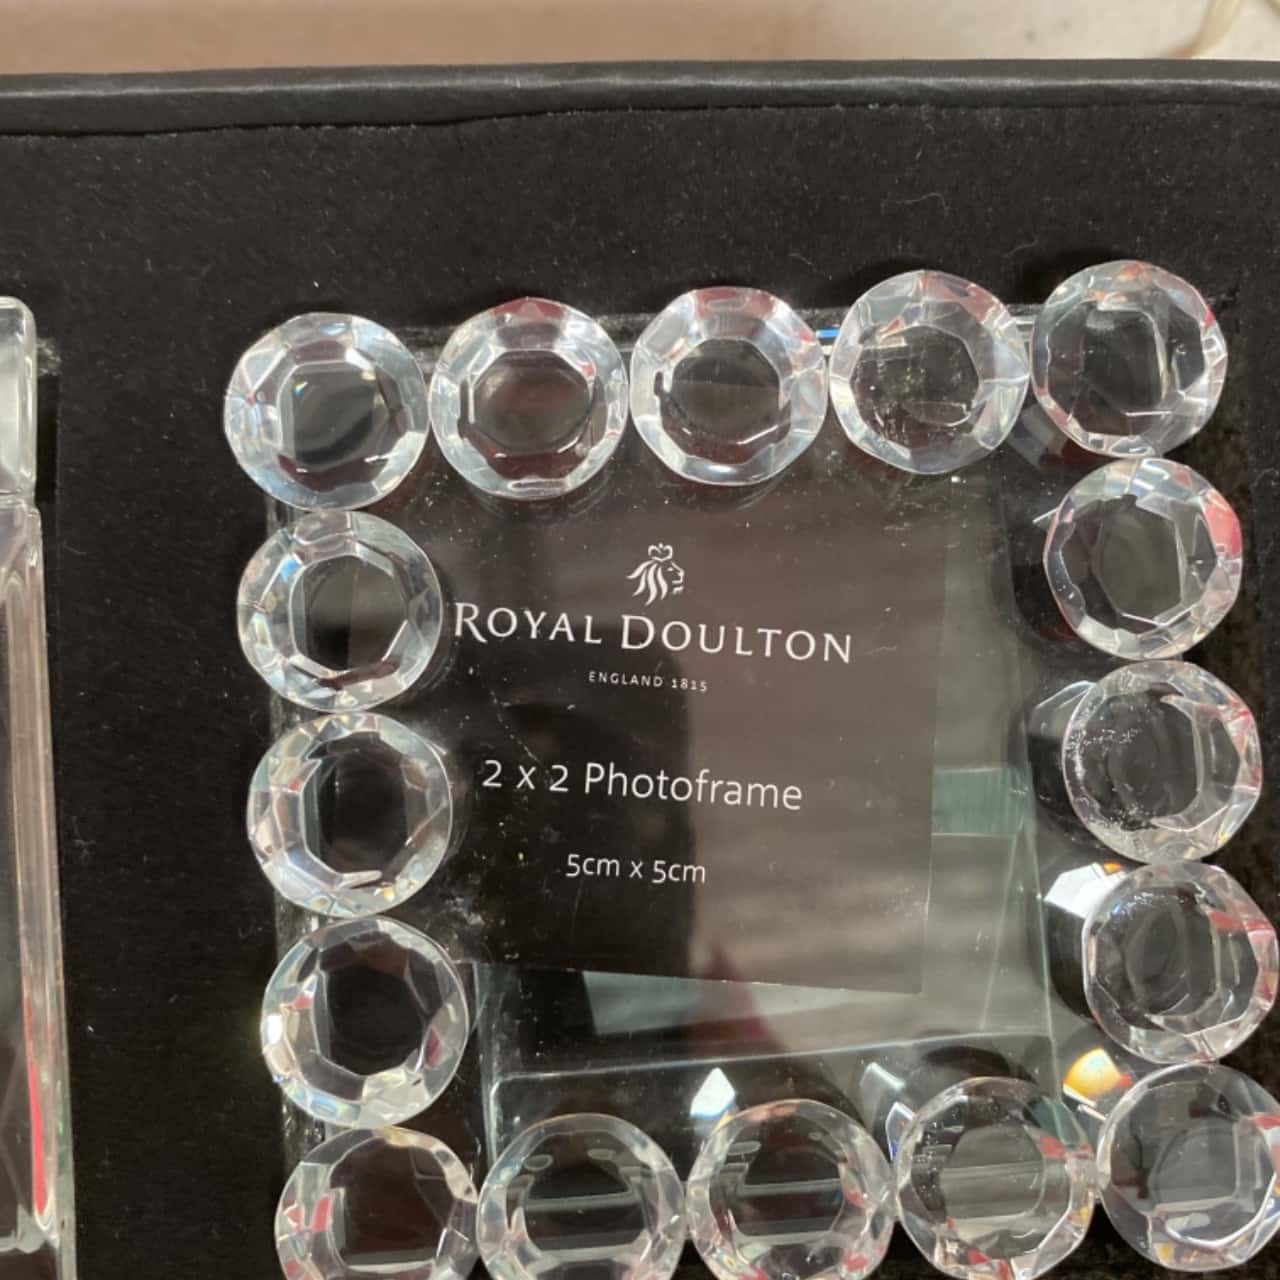 ROYAL DOULTON
ENGLAND 1815
2 x 2 Photoframe
5cm x 5cm